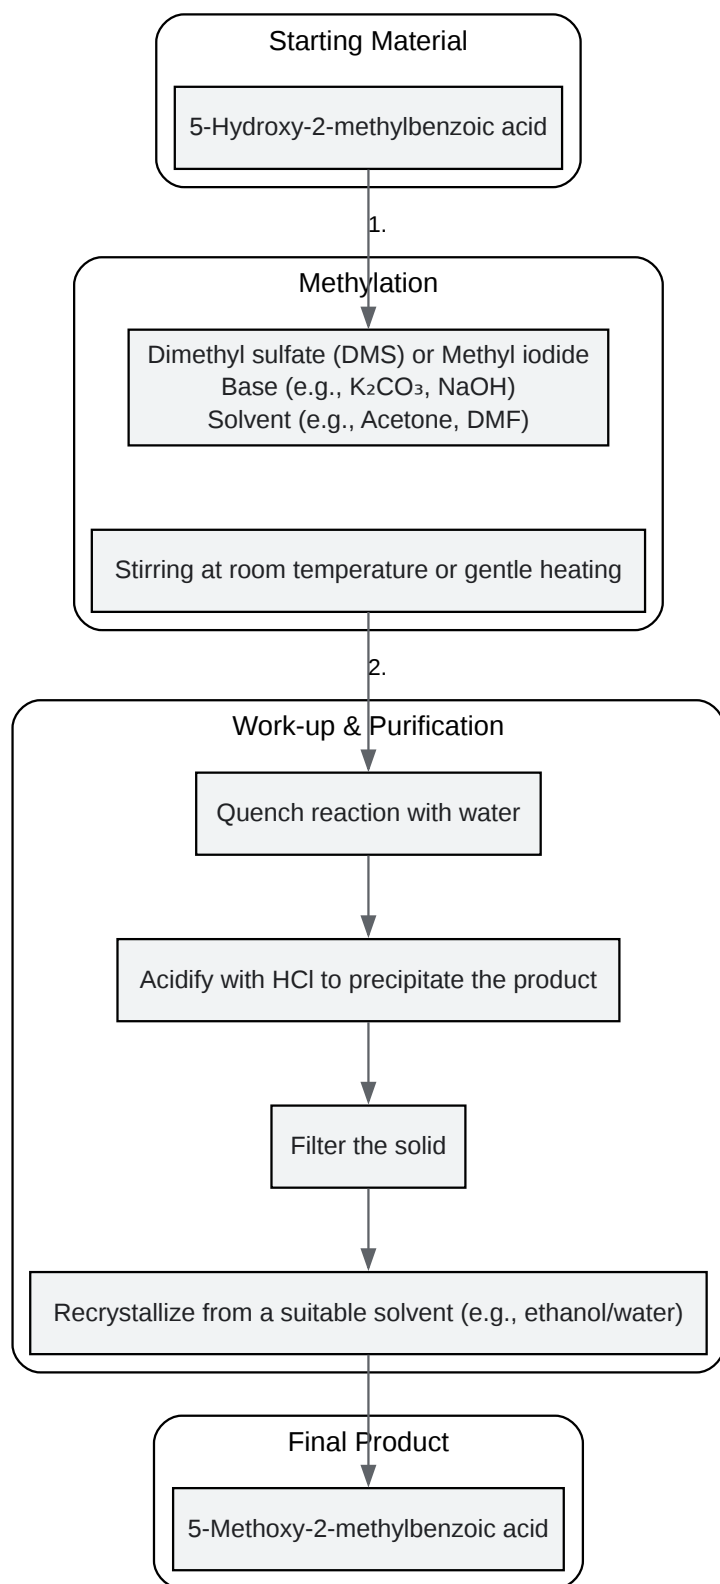 Starting Material
5-Hydroxy-2-methylbenzoic acid
1.
Methylation
Dimethyl sulfate (DMS) or Methyl iodide
Base (e.g., K₂CO₃, NaOH)
Solvent (e.g., Acetone, DMF)
Stirring at room temperature or gentle heating
2.
Work-up & Purification
Quench reaction with water
Acidify with HCl to precipitate the product
Filter the solid
Recrystallize from a suitable solvent (e.g., ethanol/water)
Final Product
5-Methoxy-2-methylbenzoic acid